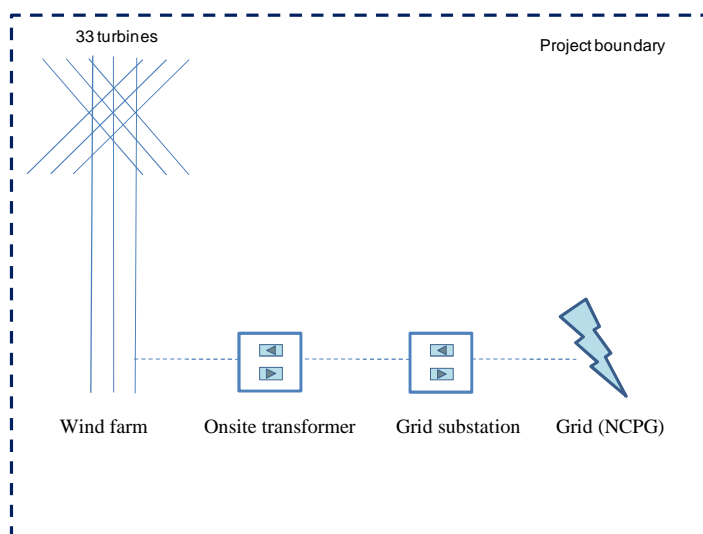 33 turbines
Project boundary
Wind farm
Onsite transformer
Grid substation
Grid (NCPG)